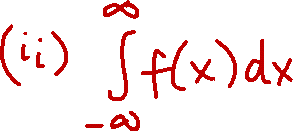 (ii) ∫_{-∞}^{∞} f(x) dx